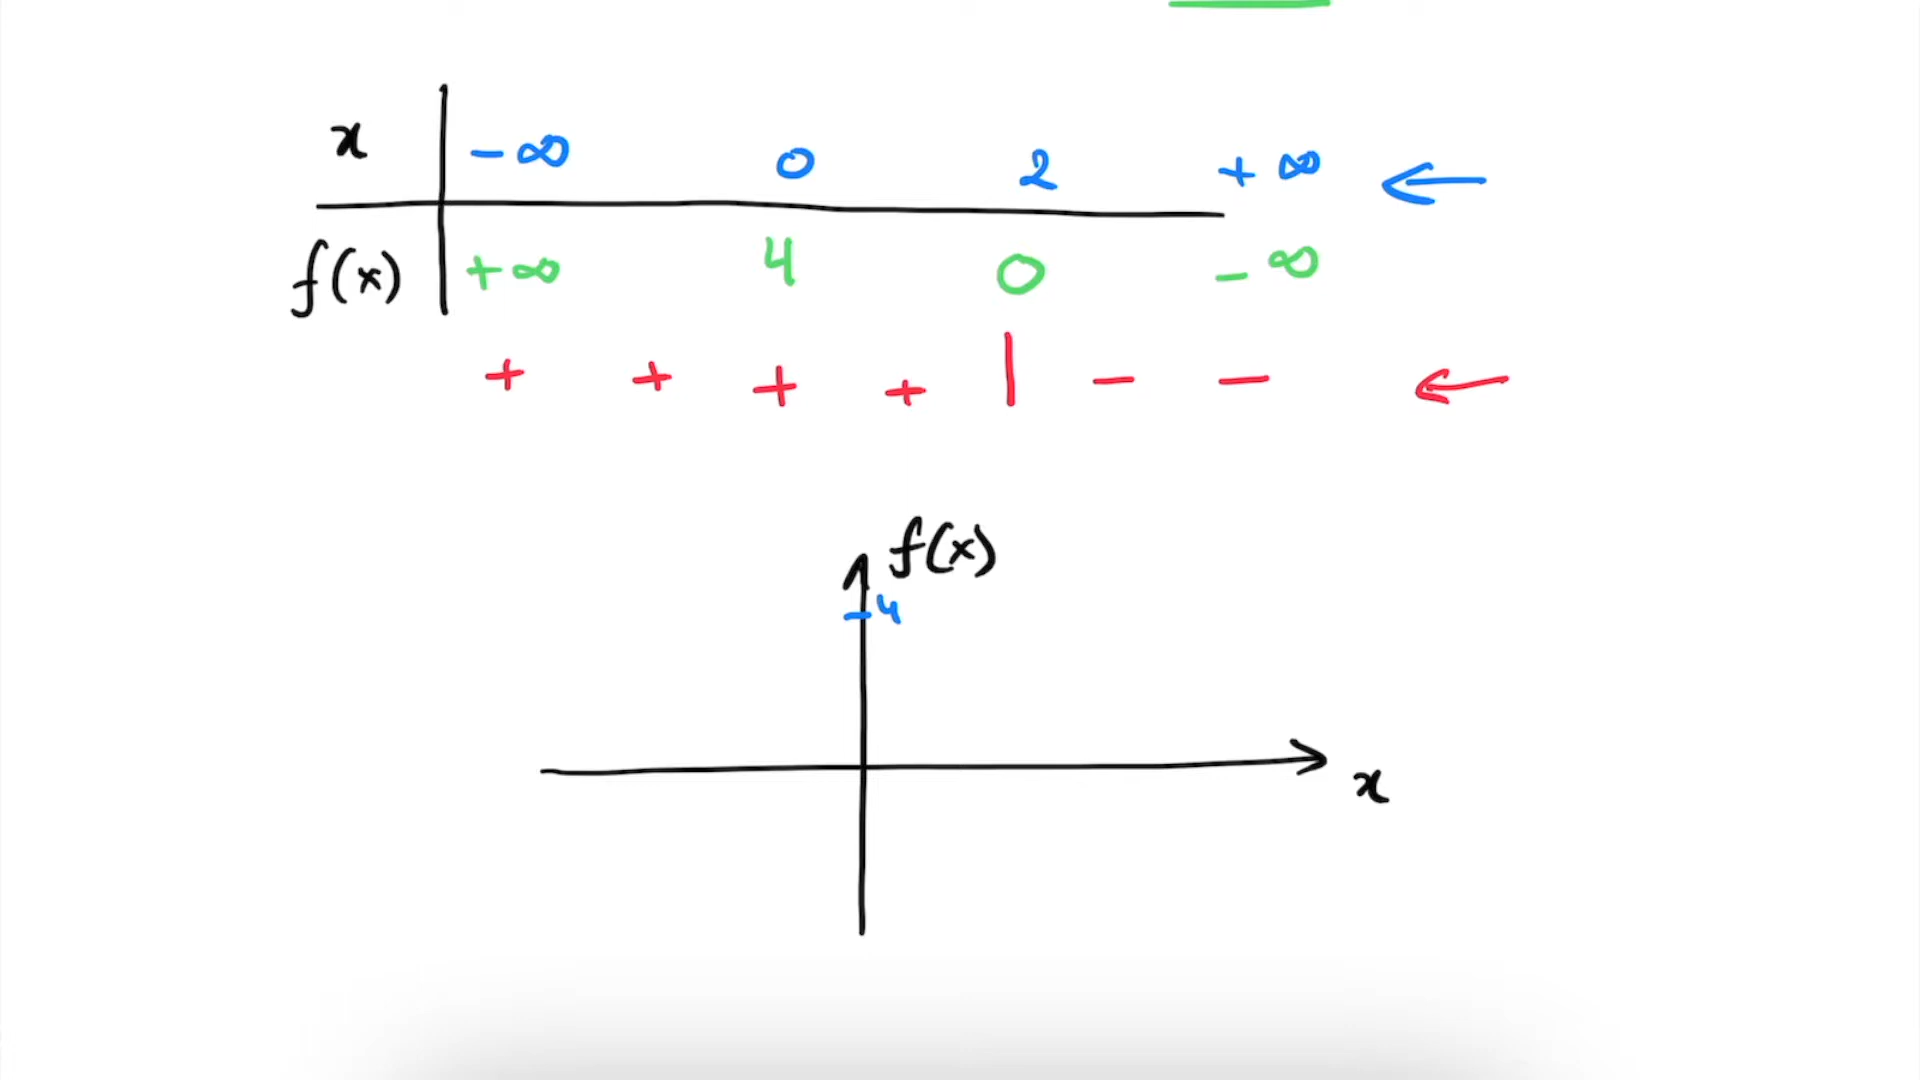 x -∞ 0 2 +∞ ←
f(x) +∞ 4 0 -∞
+ + + + | - - ←
f(x)
4
x